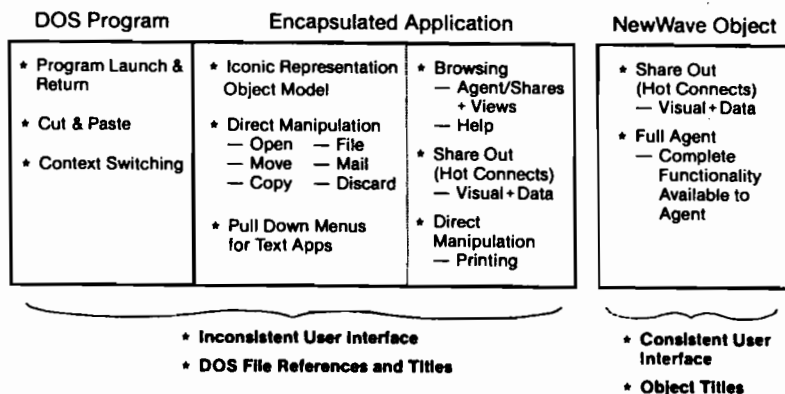 DOS Program
* Program Launch &
Return
* Cut & Paste
* Context Switching
Encapsulated Application
* Iconic Representation
Object Model
* Direct Manipulation
— Open — File
— Move — Mail
— Copy — Discard
* Pull Down Menus
for Text Apps
* Browsing
— Agent/Shares
+ Views
— Help
* Share Out
(Hot Connects)
— Visual + Data
* Direct
Manipulation
— Printing
NewWave Object
* Share Out
(Hot Connects)
— Visual + Data
* Full Agent
— Complete
Functionality
Available to
Agent
* Inconsistent User Interface
* DOS File References and Titles
* Consistent User
Interface
* Object Titles